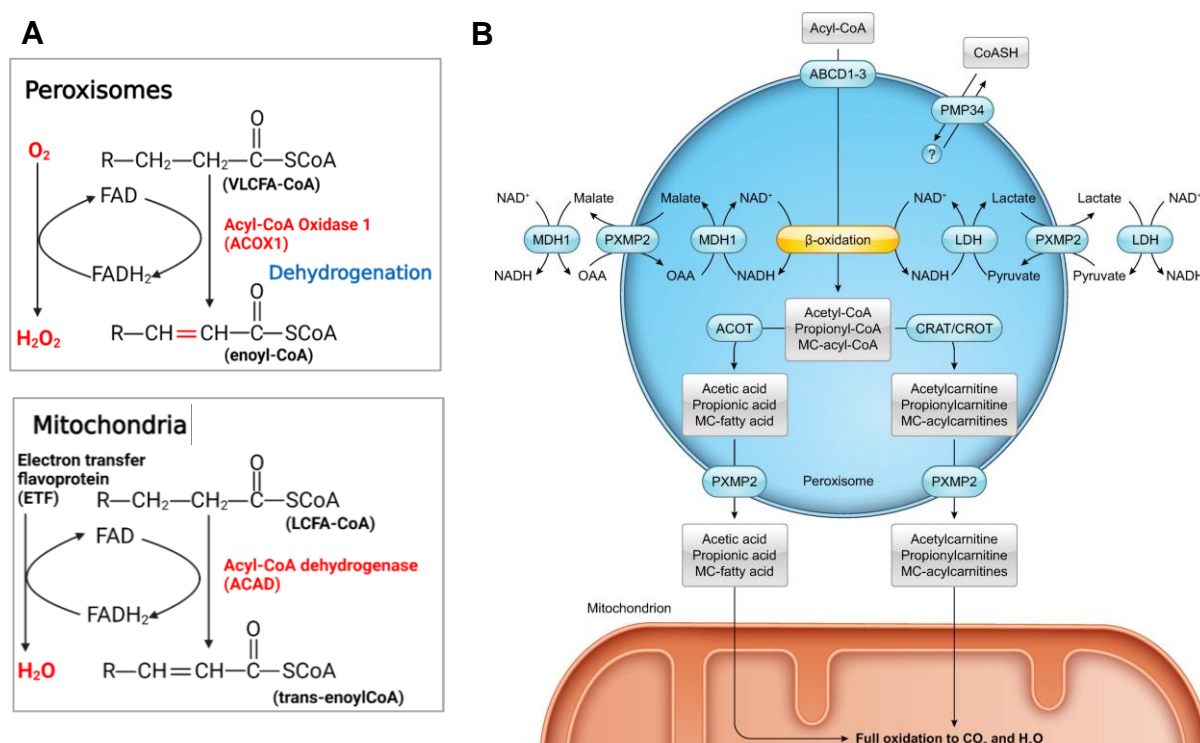 A
Peroxisomes
O₂
O
R—CH₂—CH₂—C—SCoA
(VLCFA-CoA)
FAD
Acyl-CoA Oxidase 1
(ACOX1)
FADH₂
Dehydrogenation
O
H₂O₂
R—CH=CH—C—SCoA
(enoyl-CoA)
Mitochondria
Electron transfer
flavoprotein
(ETF)
O
R—CH₂—CH₂—C—SCoA
(LCFA-CoA)
FAD
Acyl-CoA dehydrogenase
(ACAD)
FADH₂
O
H₂O
R—CH=CH—C—SCoA
(trans-enoylCoA)
B
Acyl-CoA
ABCD1-3
CoASH
PMP34
?
NAD⁺ Malate Malate NAD⁺ NAD⁺ Lactate Lactate NAD⁺
MDH1 PXMP2 MDH1 β-oxidation LDH PXMP2 LDH
NADH OAA OAA NADH NADH Pyruvate Pyruvate NADH
Acetyl-CoA
Propionyl-CoA
MC-acyl-CoA
ACOT
CRAT/CROT
Acetic acid
Propionic acid
MC-fatty acid
Acetylcarnitine
Propionylcarnitine
MC-acylcarnitines
PXMP2
Peroxisome
PXMP2
Acetic acid
Propionic acid
MC-fatty acid
Acetylcarnitine
Propionylcarnitine
MC-acylcarnitines
Mitochondrion
Full oxidation to CO₂ and H₂O